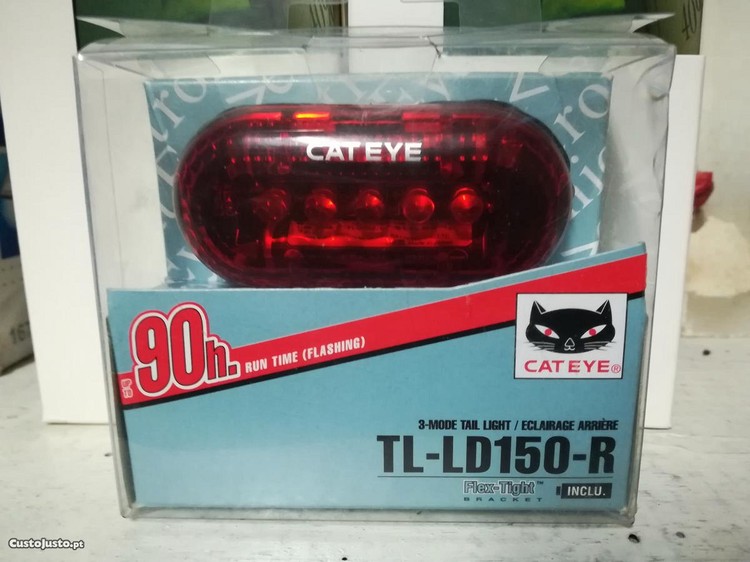 CATEYE
90h. RUN TIME (FLASHING)
CATEYE®
3-MODE TAIL LIGHT / ECLAIRAGE ARRIÈRE
TL-LD150-R
Flex-Tight™
BRACKET
INCLU.
CustoJusto.pt